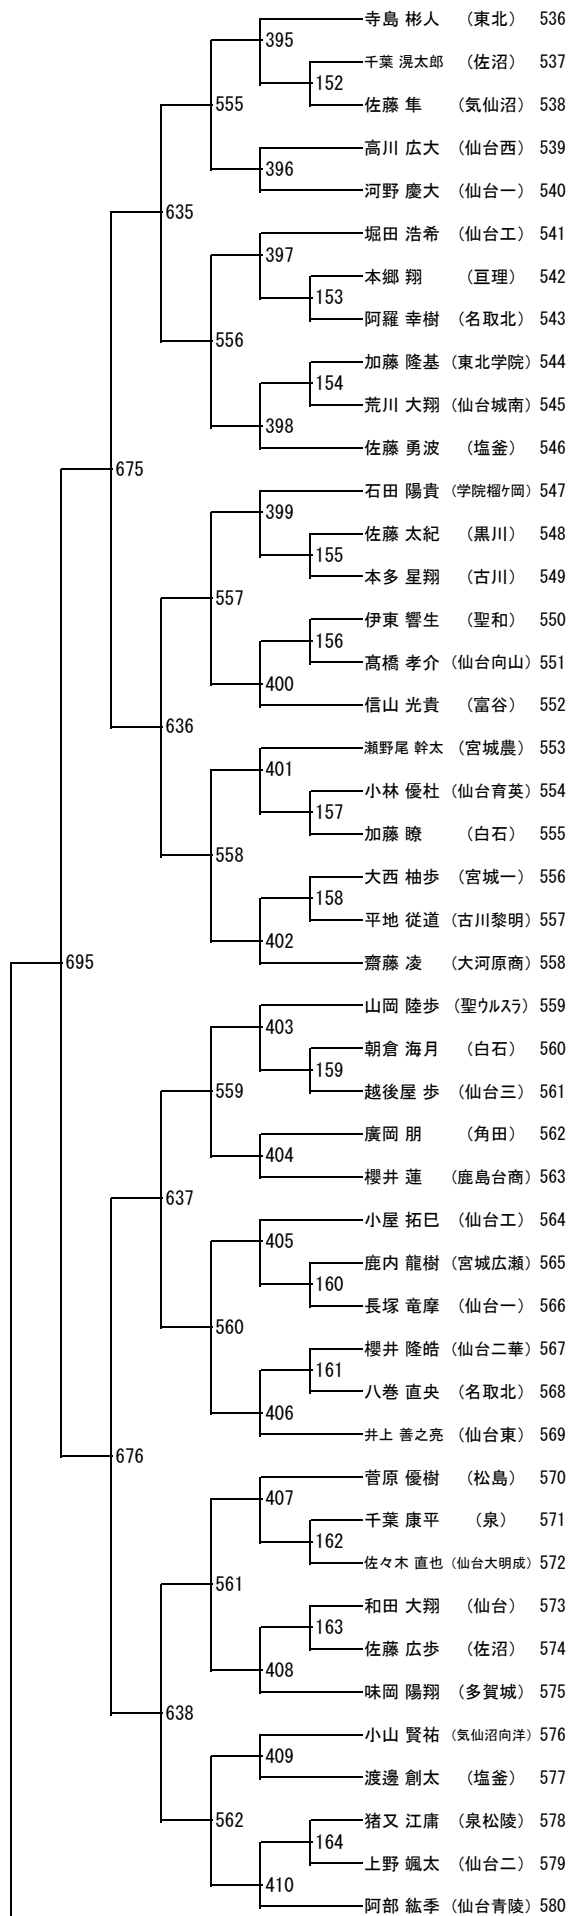 寺島 彬人 （東北） 536
395
千葉 滉太郎 （佐沼） 537
152
555
佐藤 隼 （気仙沼） 538
高川 広大 （仙台西） 539
396
河野 慶大 （仙台一） 540
635
堀田 浩希 （仙台工） 541
397
本郷 翔 （亘理） 542
153
阿羅 幸樹 （名取北） 543
556
加藤 隆基 （東北学院） 544
154
荒川 大翔 （仙台城南） 545
398
佐藤 勇波 （塩釜） 546
675
石田 陽貴 （学院榴ケ岡） 547
399
佐藤 太紀 （黒川） 548
155
本多 星翔 （古川） 549
557
伊東 響生 （聖和） 550
156
髙橋 孝介 （仙台向山） 551
400
信山 光貴 （富谷） 552
636
瀬野尾 幹太 （宮城農） 553
401
小林 優杜 （仙台育英） 554
157
加藤 瞭 （白石） 555
558
大西 柚歩 （宮城一） 556
158
平地 従道 （古川黎明） 557
402
齋藤 凌 （大河原商） 558
695
山岡 陸歩 （聖ウルスラ） 559
403
朝倉 海月 （白石） 560
159
559
越後屋 歩 （仙台三） 561
廣岡 朋 （角田） 562
404
櫻井 蓮 （鹿島台商） 563
637
小屋 拓巳 （仙台工） 564
405
鹿内 龍樹 （宮城広瀬） 565
160
長塚 竜摩 （仙台一） 566
560
櫻井 隆皓 （仙台二華） 567
161
八巻 直央 （名取北） 568
406
井上 善之亮 （仙台東） 569
676
菅原 優樹 （松島） 570
407
千葉 康平 （泉） 571
162
佐々木 直也 （仙台大明成） 572
561
和田 大翔 （仙台） 573
163
佐藤 広歩 （佐沼） 574
408
味岡 陽翔 （多賀城） 575
638
小山 賢祐 （気仙沼向洋） 576
409
渡邊 創太 （塩釜） 577
562
猪又 江庸 （泉松陵） 578
164
上野 颯太 （仙台二） 579
410
阿部 紘季 （仙台青陵） 580